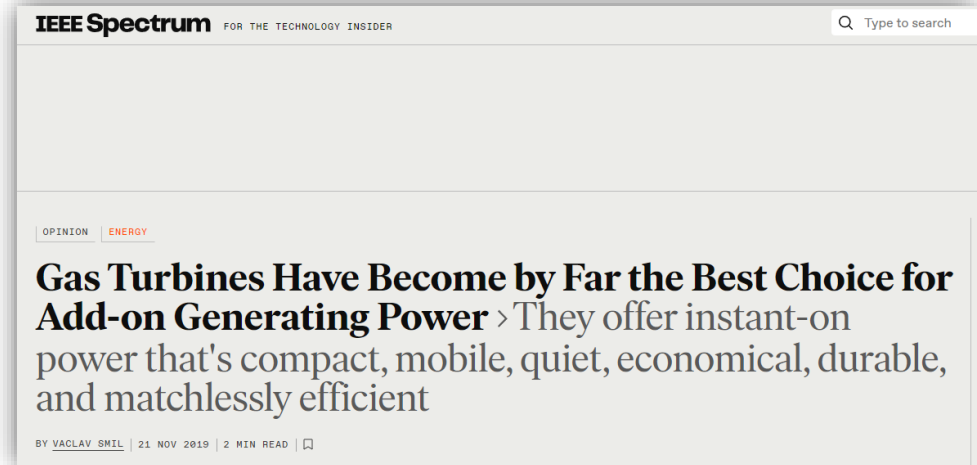 IEEE Spectrum FOR THE TECHNOLOGY INSIDER
Type to search
OPINION ENERGY
Gas Turbines Have Become by Far the Best Choice for
Add-on Generating Power › They offer instant-on
power that's compact, mobile, quiet, economical, durable,
and matchlessly efficient
BY VACLAV SMIL | 21 NOV 2019 | 2 MIN READ |